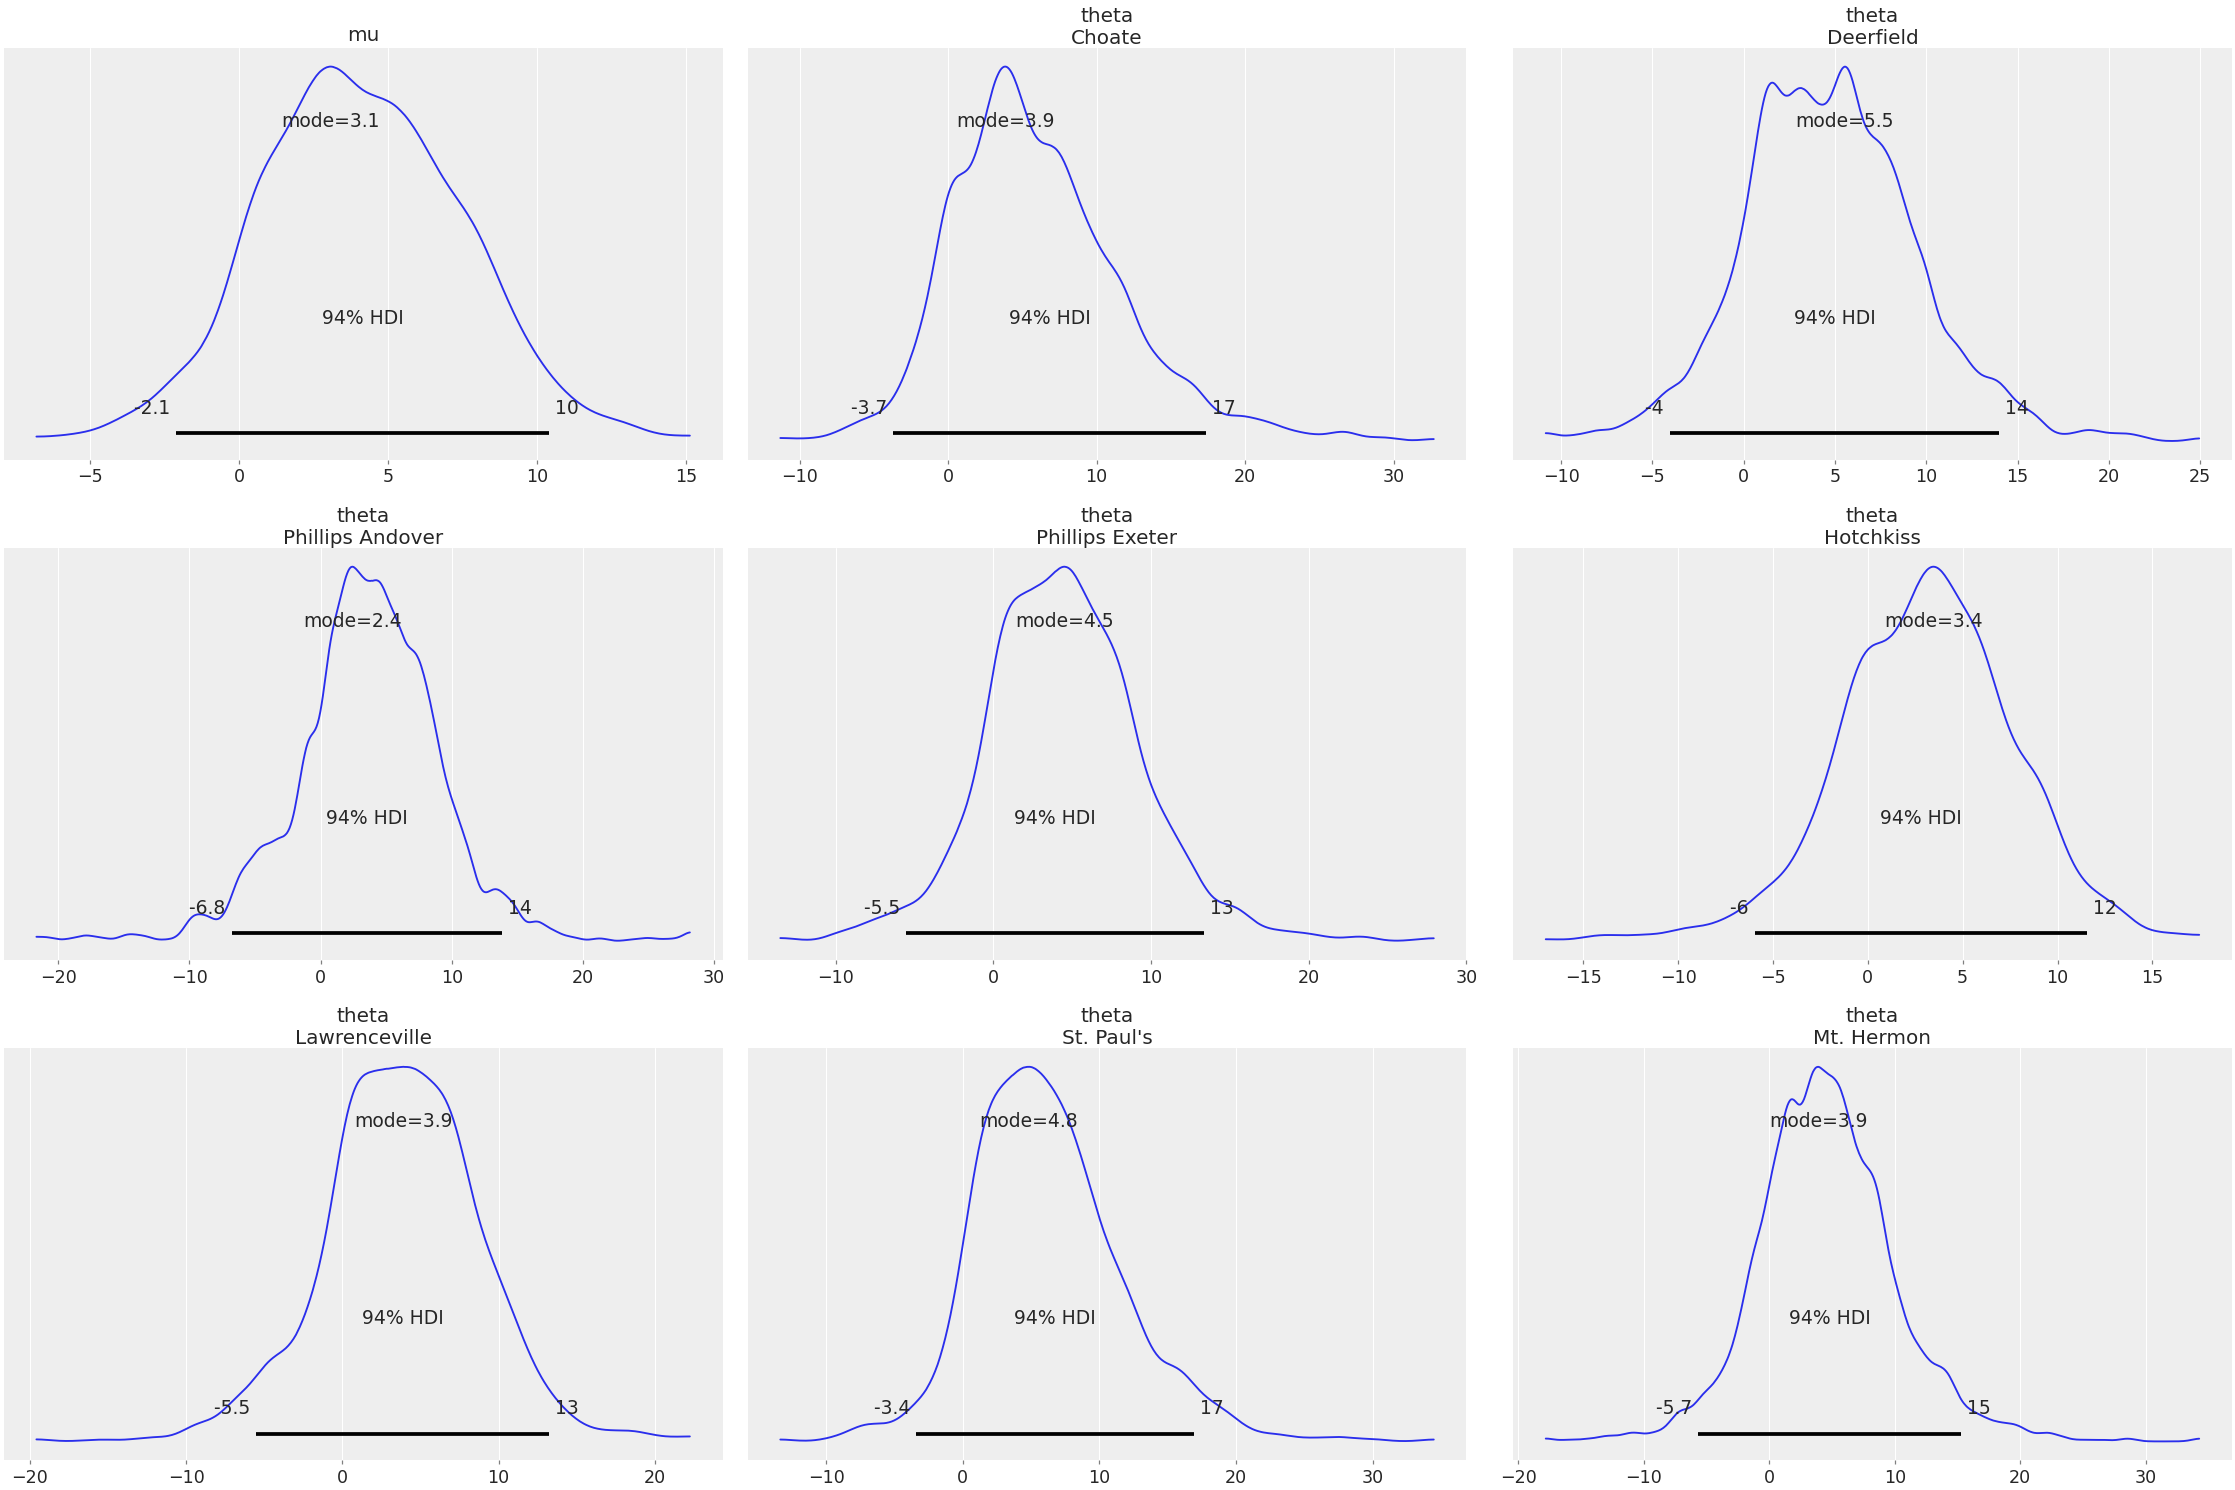 mu
mode=3.1
94% HDI
-2.1 10
−5 0 5 10 15
theta
Choate
mode=3.9
94% HDI
-3.7 17
−10 0 10 20 30
theta
Deerfield
mode=5.5
94% HDI
-4 14
−10 −5 0 5 10 15 20 25
theta
Phillips Andover
mode=2.4
94% HDI
-6.8 14
−20 −10 0 10 20 30
theta
Phillips Exeter
mode=4.5
94% HDI
-5.5 13
−10 0 10 20 30
theta
Hotchkiss
mode=3.4
94% HDI
-6 12
−15 −10 −5 0 5 10 15
theta
Lawrenceville
mode=3.9
94% HDI
-5.5 13
−20 −10 0 10 20
theta
St. Paul's
mode=4.8
94% HDI
-3.4 17
−10 0 10 20 30
theta
Mt. Hermon
mode=3.9
94% HDI
-5.7 15
−20 −10 0 10 20 30